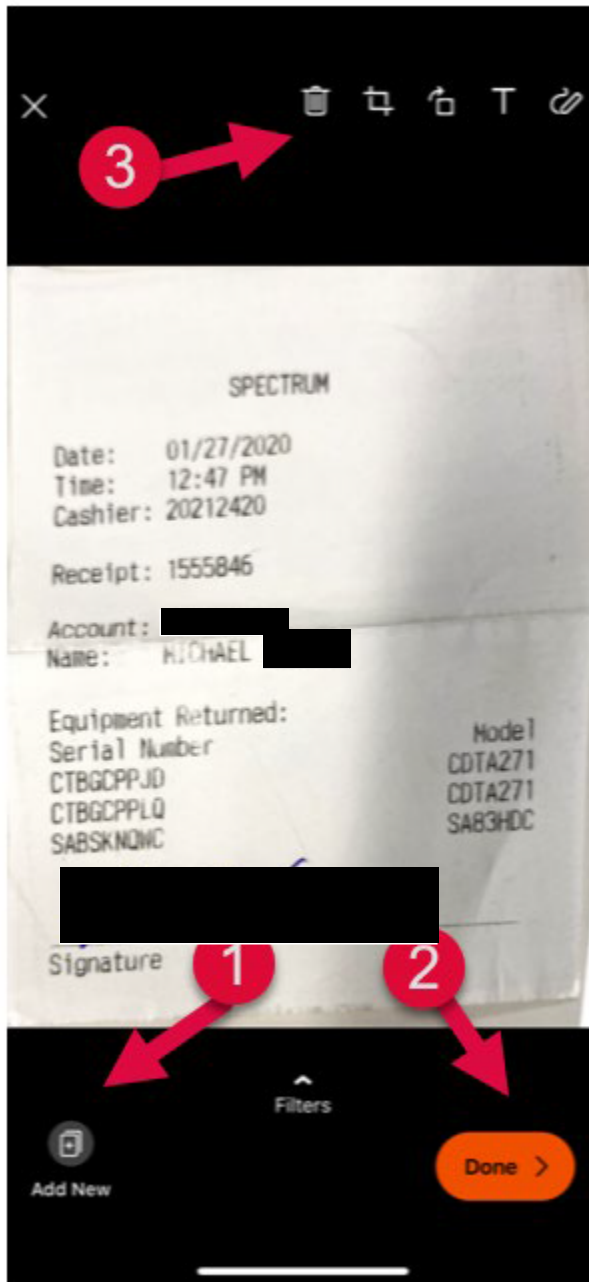 3
T
SPECTRUM
Date: 01/27/2020
Time: 12:47 PM
Cashier: 20212420
Receipt: 1555846
Account:
Name: MICHAEL
Equipment Returned:
Serial Number Model
CTBGCPPJD CDTA271
CTBGCPPLQ CDTA271
SABSKNQWC SA83HDC
Signature
1 2
Filters
Add New
Done